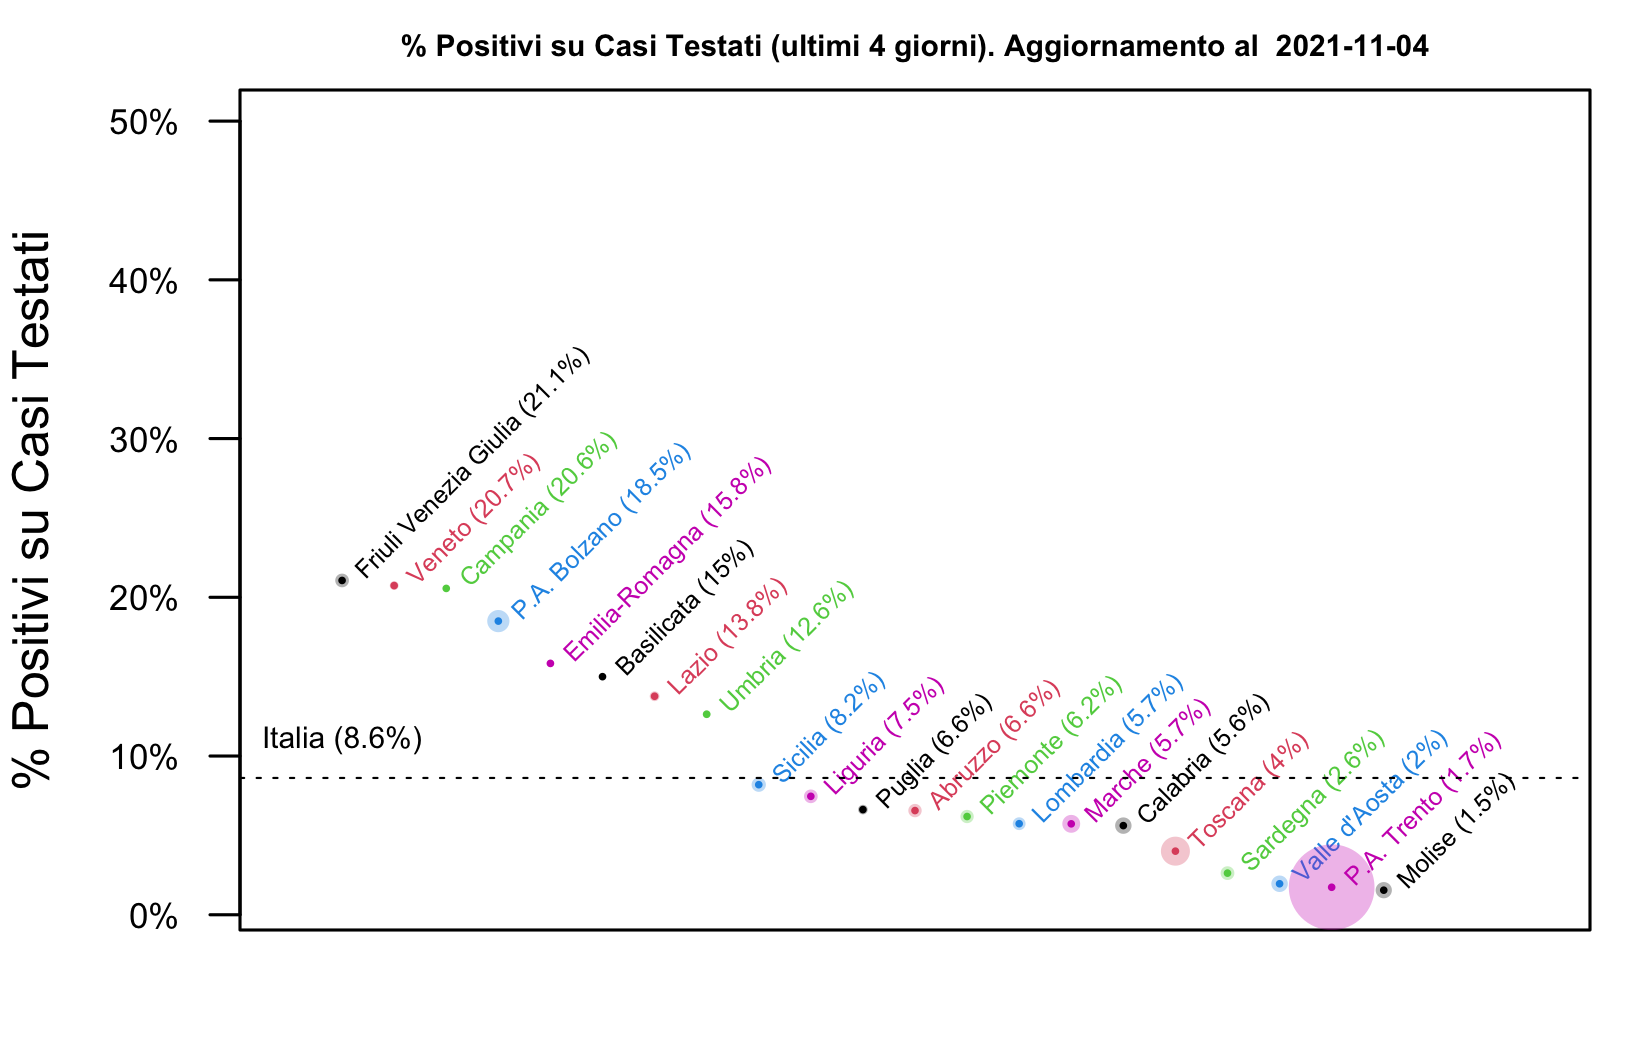 % Positivi su Casi Testati (ultimi 4 giorni). Aggiornamento al  2021-11-04
% Positivi su Casi Testati
50%
40%
30%
20%
10%
0%
Italia (8.6%)
Friuli Venezia Giulia (21.1%)
Veneto (20.7%)
Campania (20.6%)
P.A. Bolzano (18.5%)
Emilia-Romagna (15.8%)
Basilicata (15%)
Lazio (13.8%)
Umbria (12.6%)
Sicilia (8.2%)
Liguria (7.5%)
Puglia (6.6%)
Abruzzo (6.6%)
Piemonte (6.2%)
Lombardia (5.7%)
Marche (5.7%)
Calabria (5.6%)
Toscana (4%)
Sardegna (2.6%)
Valle d'Aosta (2%)
P.A. Trento (1.7%)
Molise (1.5%)